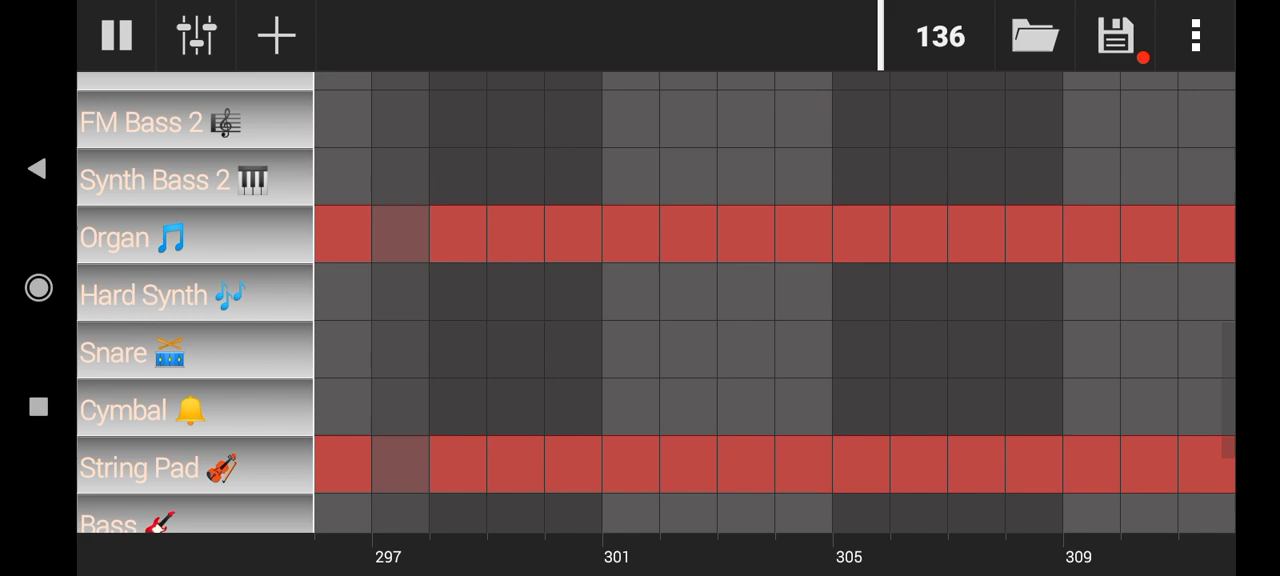 136
FM Bass 2 🎼
Synth Bass 2 🎹
Organ 🎵
Hard Synth 🎶
Snare 🥁
Cymbal 🔔
String Pad 🎻
Bass 🎸
297 301 305 309